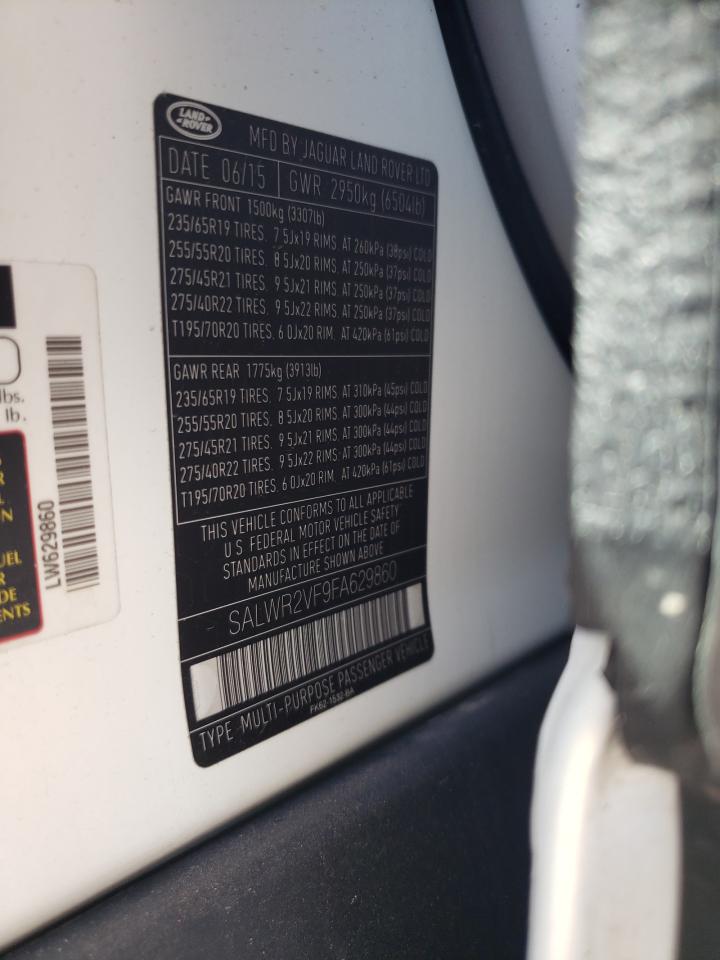 LAND ROVER
MFD BY JAGUAR LAND ROVER LTD
DATE 06/15 GWR 2950kg (6504lb)
GAWR FRONT 1500kg (3307lb)
235/65R19 TIRES. 7 5Jx19 RIMS. AT 260kPa (38psi) COLD
255/55R20 TIRES. 8 5Jx20 RIMS. AT 250kPa (37psi) COLD
275/45R21 TIRES. 9 5Jx21 RIMS. AT 250kPa (37psi) COLD
275/40R22 TIRES. 9 5Jx22 RIMS. AT 250kPa (37psi) COLD
T195/70R20 TIRES. 6 0Jx20 RIM. AT 420kPa (61psi) COLD
GAWR REAR 1775kg (3913lb)
235/65R19 TIRES. 7 5Jx19 RIMS. AT 310kPa (45psi) COLD
255/55R20 TIRES. 8 5Jx20 RIMS. AT 300kPa (44psi) COLD
275/45R21 TIRES. 9 5Jx21 RIMS. AT 300kPa (44psi) COLD
275/40R22 TIRES. 9 5Jx22 RIMS. AT 300kPa (44psi) COLD
T195/70R20 TIRES. 6 0Jx20 RIM. AT 420kPa (61psi) COLD
THIS VEHICLE CONFORMS TO ALL APPLICABLE
U S FEDERAL MOTOR VEHICLE SAFETY
STANDARDS IN EFFECT ON THE DATE OF
MANUFACTURE SHOWN ABOVE
SALWR2VF9FA629860
TYPE MULTI-PURPOSE PASSENGER VEHICLE
FK62-1532-BA
lbs.
lb.
LW629860
UEL
DE
ENTS